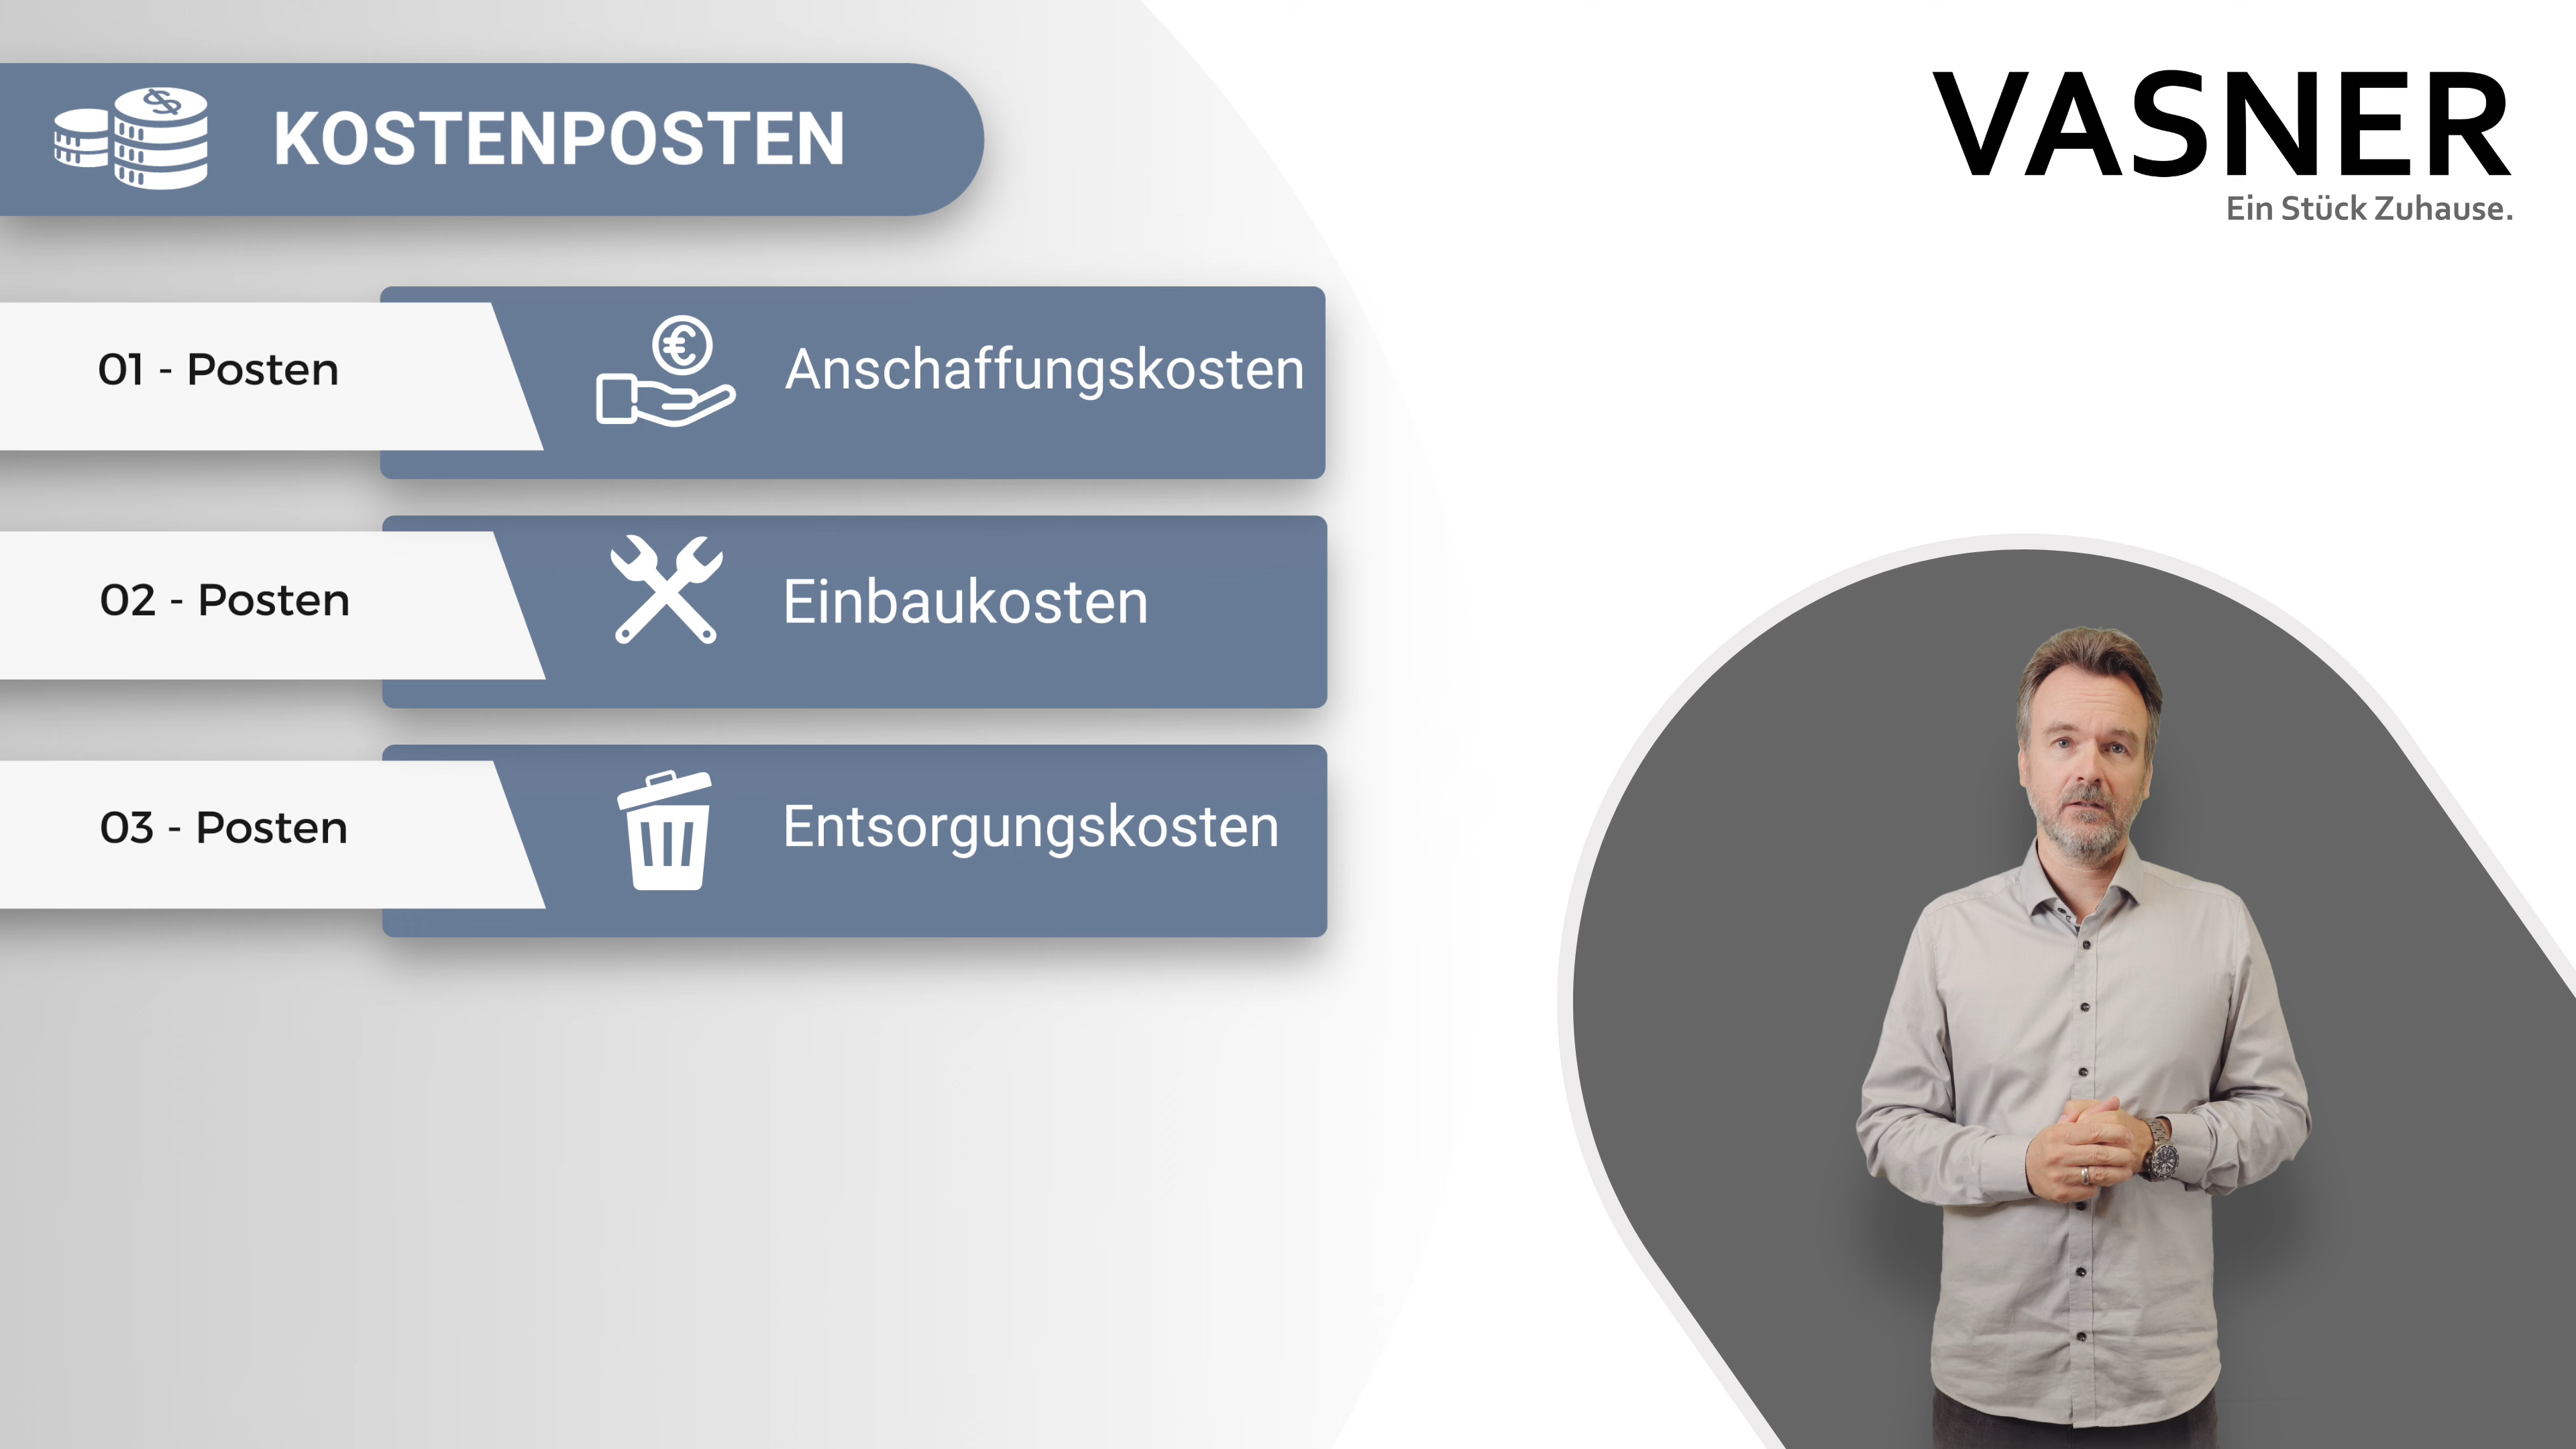 KOSTENPOSTEN
VASNER
Ein Stück Zuhause.
01 - Posten
Anschaffungskosten
02 - Posten
Einbaukosten
03 - Posten
Entsorgungskosten